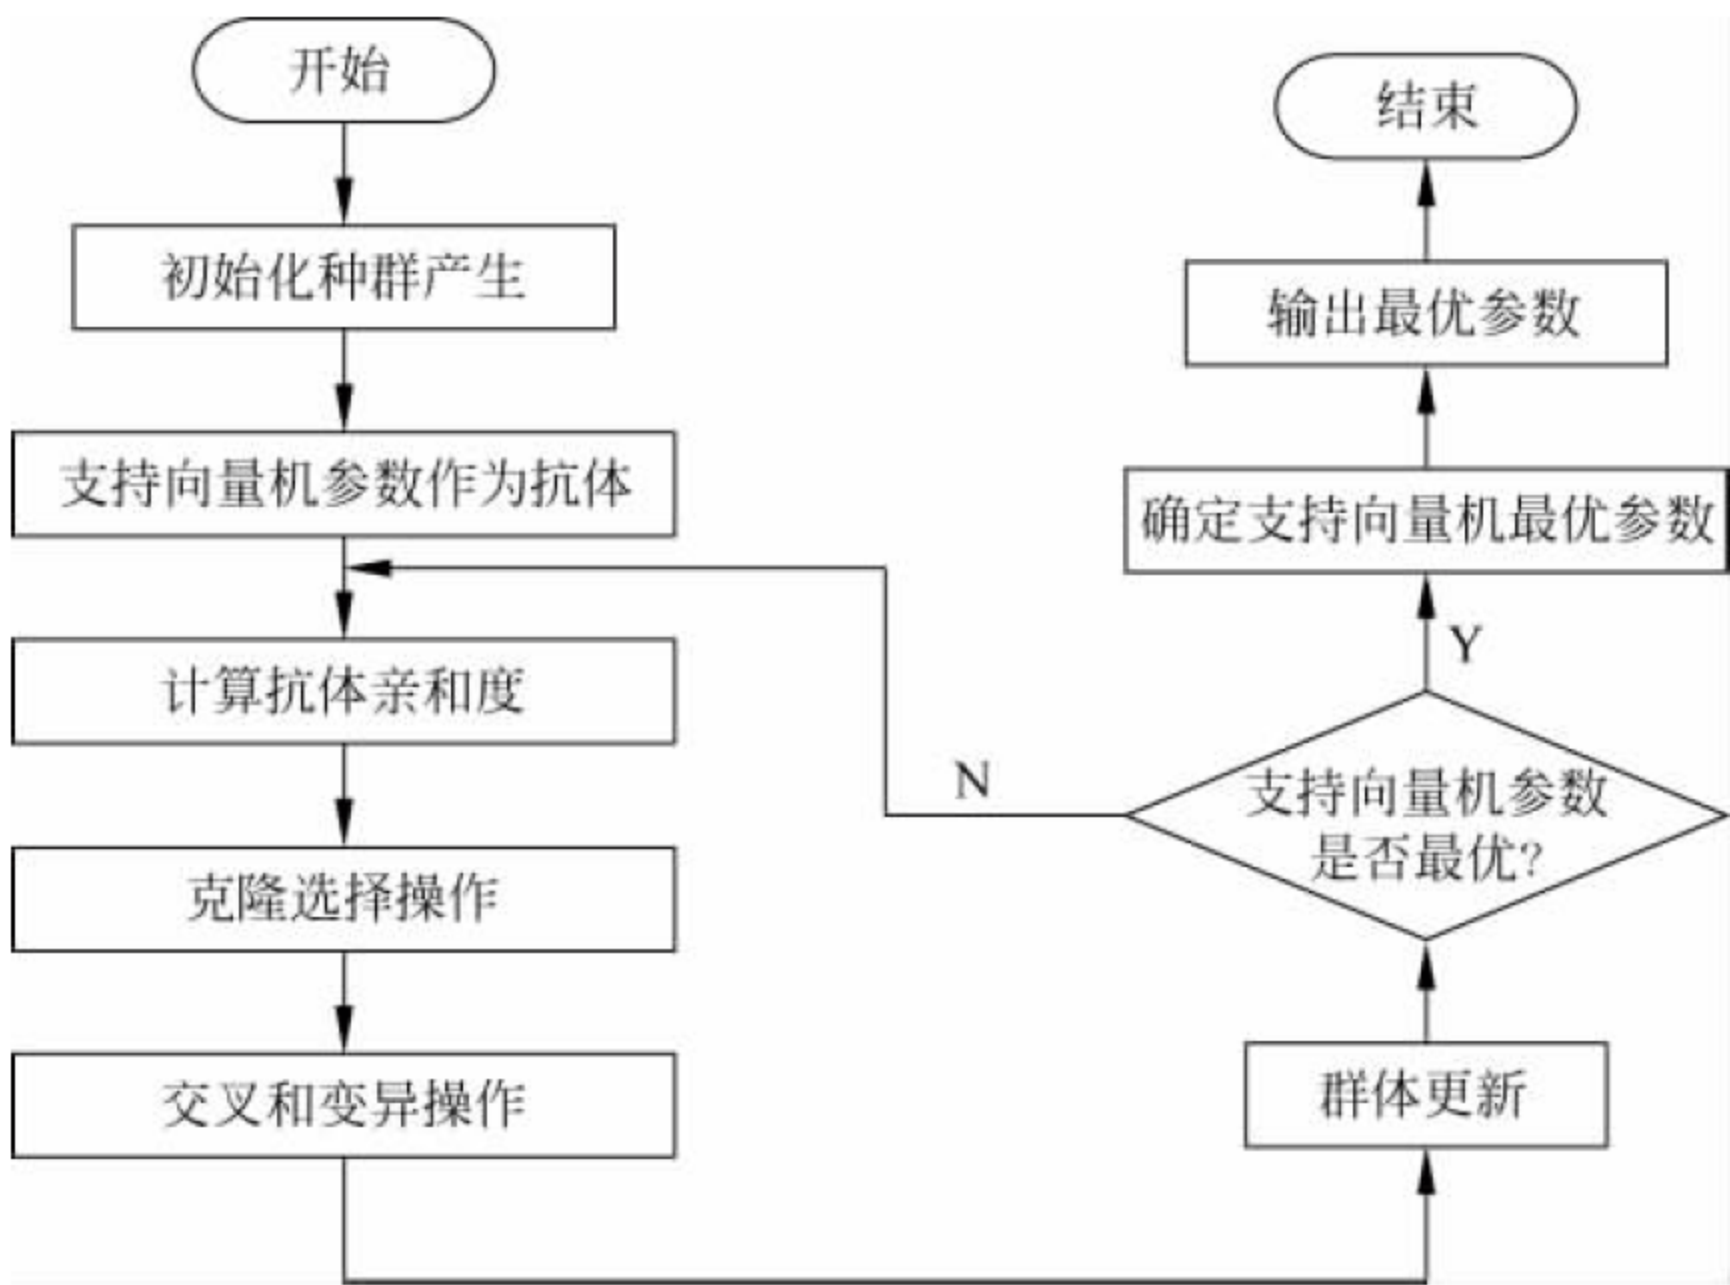 开始
初始化种群产生
支持向量机参数作为抗体
计算抗体亲和度
克隆选择操作
交叉和变异操作
群体更新
支持向量机参数
是否最优?
N
Y
确定支持向量机最优参数
输出最优参数
结束